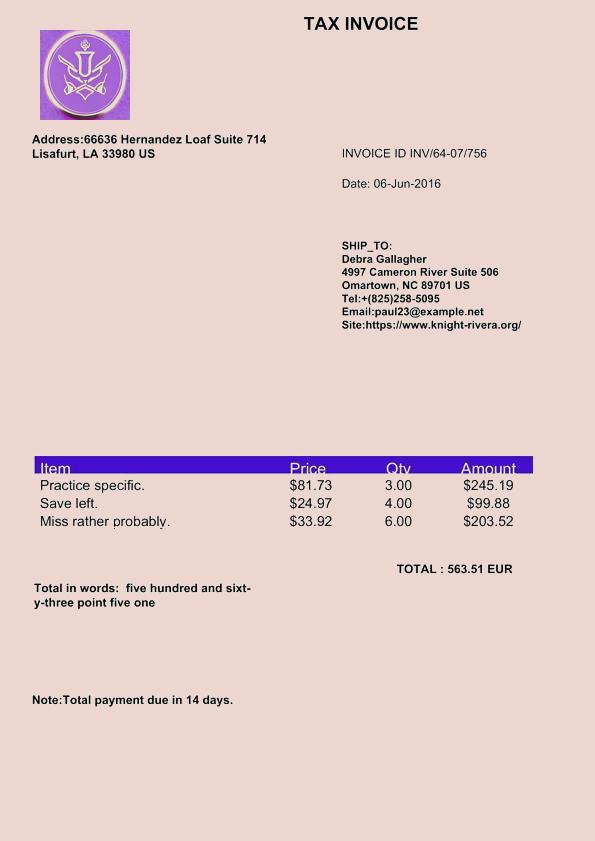 TAX INVOICE
Address:66636 Hernandez Loaf Suite 714
Lisafurt, LA 33980 US
INVOICE ID INV/64-07/756
Date: 06-Jun-2016
SHIP_TO:
Debra Gallagher
4997 Cameron River Suite 506
Omartown, NC 89701 US
Tel:+(825)258-5095
Email:paul23@example.net
Site:https://www.knight-rivera.org/
Item Price Qty Amount
Practice specific. $81.73 3.00 $245.19
Save left. $24.97 4.00 $99.88
Miss rather probably. $33.92 6.00 $203.52
TOTAL : 563.51 EUR
Total in words: five hundred and sixt-
y-three point five one
Note:Total payment due in 14 days.